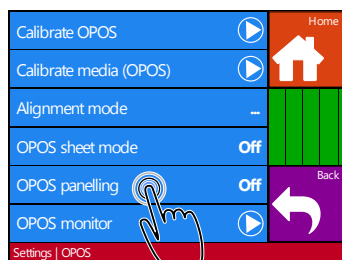 Calibrate OPOS
Home
Calibrate media (OPOS)
Alignment mode ...
OPOS sheet mode Off
OPOS panelling Off
Back
OPOS monitor
Settings | OPOS